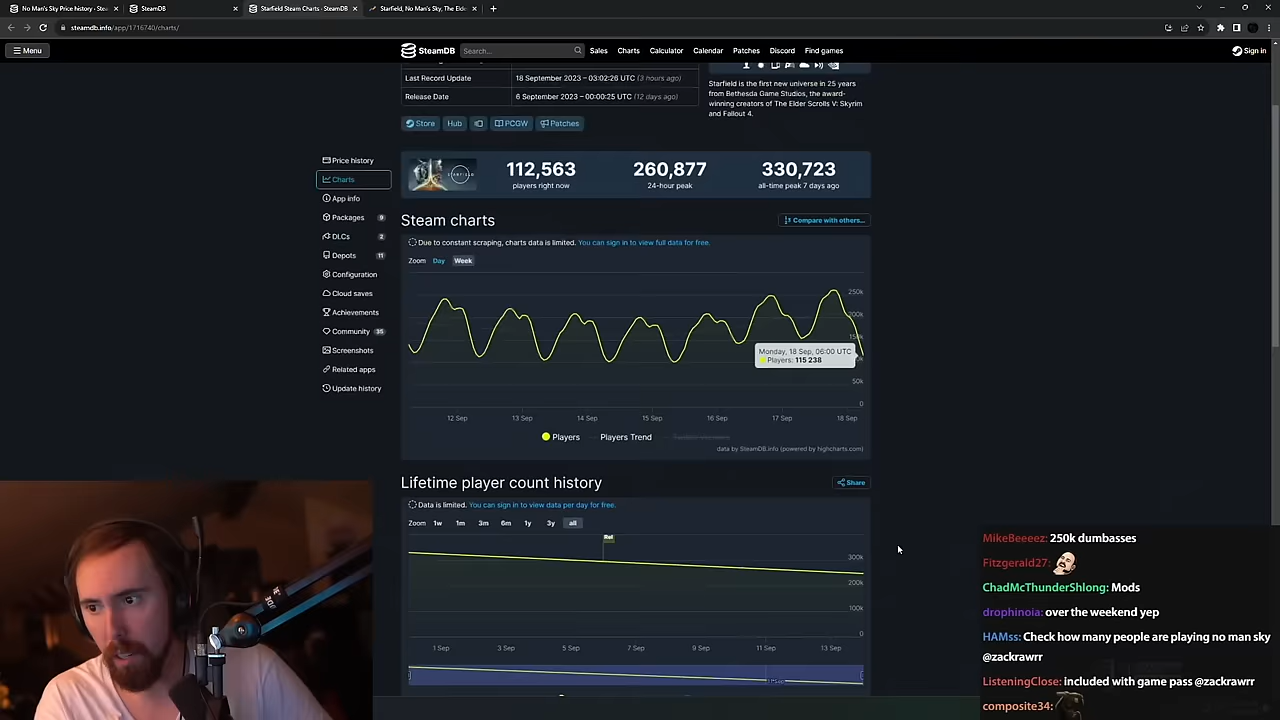 No Man's Sky Price history · Ste
SteamDB
Starfield Steam Charts · SteamDB
Starfield, No Man's Sky, The Elde
steamdb.info/app/1716740/charts/
Menu
SteamDB
Search...
Sales
Charts
Calculator
Calendar
Patches
Discord
Find games
Sign in
Last Record Update
18 September 2023 – 03:02:26 UTC (3 hours ago)
Release Date
6 September 2023 – 00:00:25 UTC (12 days ago)
Starfield is the first new universe in 25 years
from Bethesda Game Studios, the award-
winning creators of The Elder Scrolls V: Skyrim
and Fallout 4.
Store
Hub
PCGW
Patches
Price history
Charts
App info
Packages 9
DLCs 2
Depots 11
Configuration
Cloud saves
Achievements
Community 35
Screenshots
Related apps
Update history
112,563
players right now
260,877
24-hour peak
330,723
all-time peak 7 days ago
Steam charts
Compare with others...
Due to constant scraping, charts data is limited. You can sign in to view full data for free.
Zoom Day Week
250k
200k
150k
50k
0
Monday, 18 Sep, 06:00 UTC
Players: 115 238
12 Sep
13 Sep
14 Sep
15 Sep
16 Sep
17 Sep
18 Sep
Players
Players Trend
data by SteamDB.info (powered by highcharts.com)
Lifetime player count history
Share
Data is limited. You can sign in to view data per day for free.
Zoom 1w 1m 3m 6m 1y 3y all
Rel
300k
200k
100k
0
1 Sep
3 Sep
5 Sep
7 Sep
9 Sep
11 Sep
13 Sep
MikeBeeeez: 250k dumbasses
Fitzgerald27:
ChadMcThunderShlong: Mods
drophinoia: over the weekend yep
HAMss: Check how many people are playing no man sky
@zackrawrr
ListeningClose: included with game pass @zackrawrr
composite34: